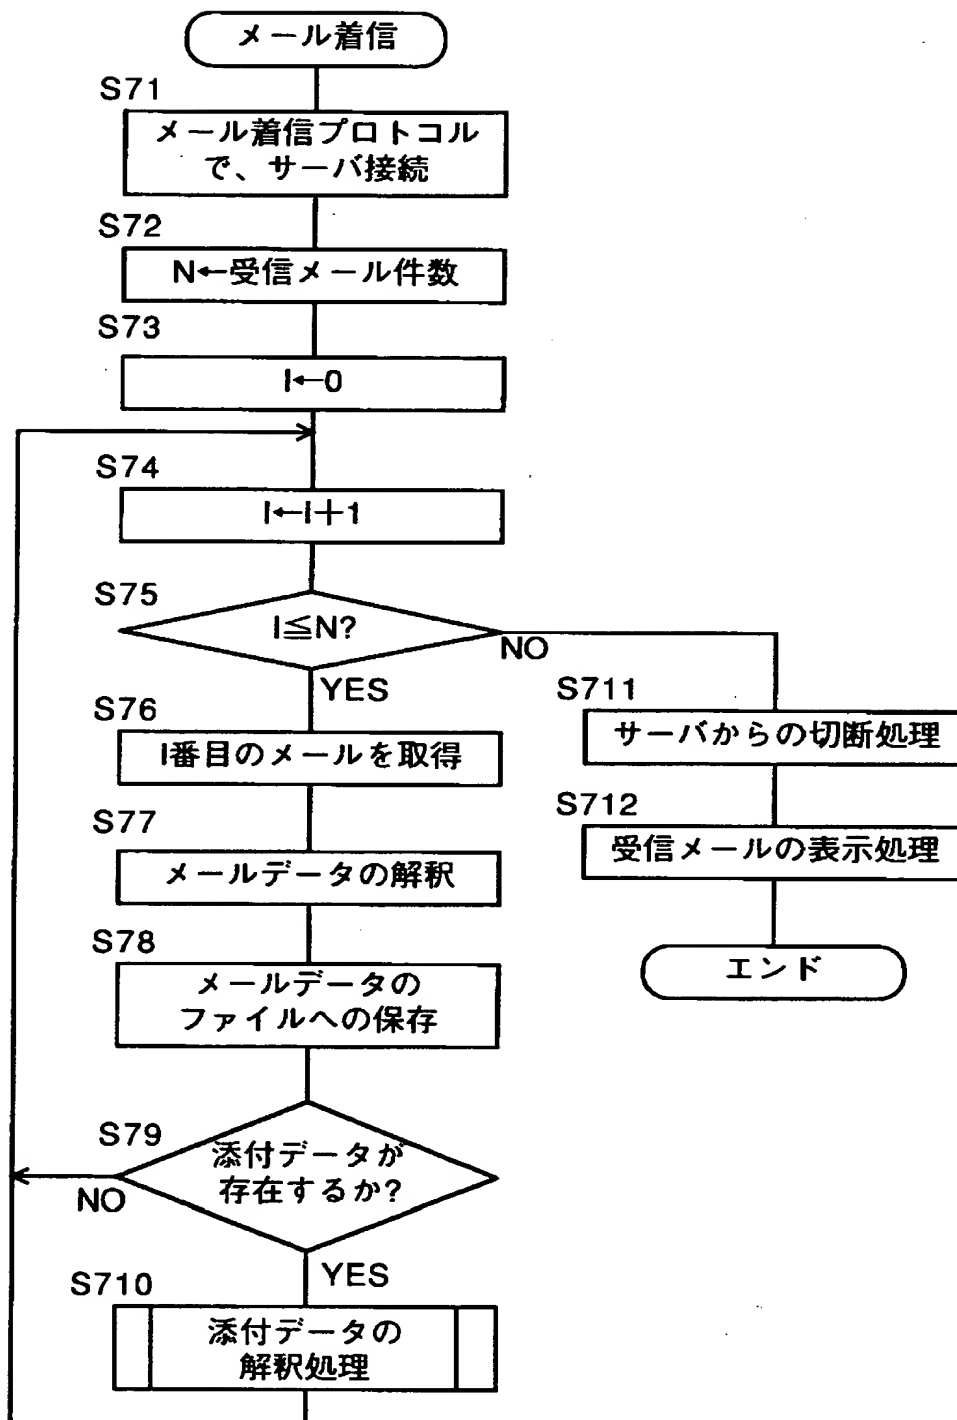 メール着信
S71
メール着信プロトコル
で、サーバ接続
S72
N←受信メール件数
S73
I←0
S74
I←I＋1
S75
I≦N?
NO
YES
S76
I番目のメールを取得
S77
メールデータの解釈
S78
メールデータの
ファイルへの保存
S79
添付データが
存在するか?
NO
YES
S710
添付データの
解釈処理
S711
サーバからの切断処理
S712
受信メールの表示処理
エンド